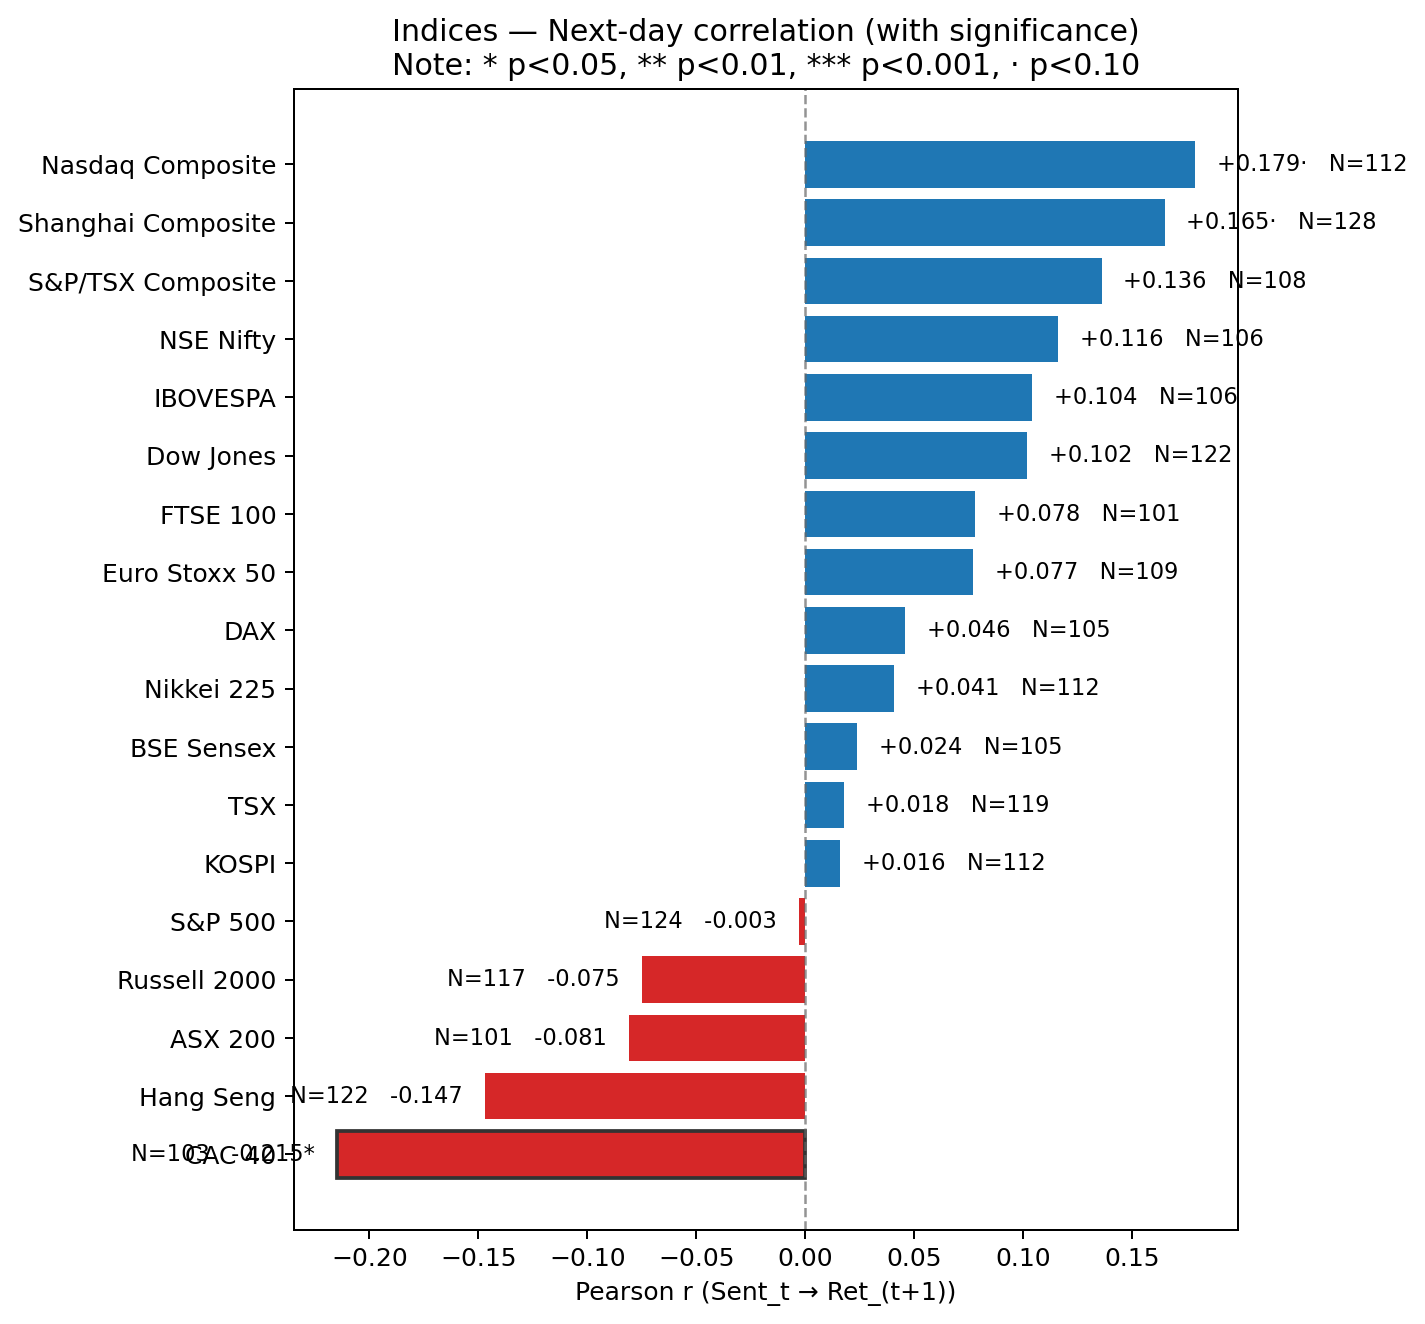 Indices — Next-day correlation (with significance)
Note: * p<0.05, ** p<0.01, *** p<0.001, · p<0.10
Nasdaq Composite +0.179· N=112
Shanghai Composite +0.165· N=128
S&P/TSX Composite +0.136 N=108
NSE Nifty +0.116 N=106
IBOVESPA +0.104 N=106
Dow Jones +0.102 N=122
FTSE 100 +0.078 N=101
Euro Stoxx 50 +0.077 N=109
DAX +0.046 N=105
Nikkei 225 +0.041 N=112
BSE Sensex +0.024 N=105
TSX +0.018 N=119
KOSPI +0.016 N=112
S&P 500 N=124 -0.003
Russell 2000 N=117 -0.075
ASX 200 N=101 -0.081
Hang Seng N=122 -0.147
CAC 40 N=103 -0.215*
−0.20 −0.15 −0.10 −0.05 0.00 0.05 0.10 0.15
Pearson r (Sent_t → Ret_(t+1))